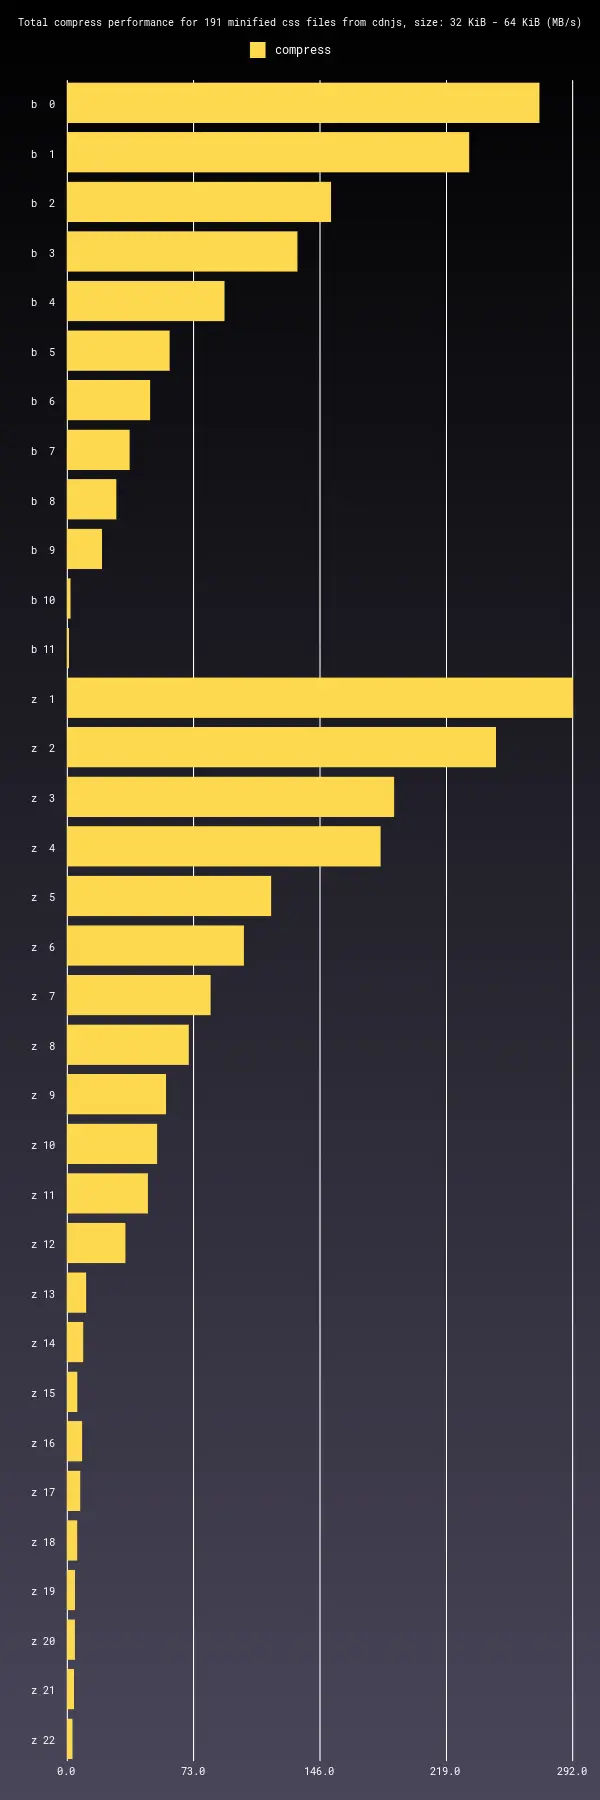 Total compress performance for 191 minified css files from cdnjs, size: 32 KiB - 64 KiB (MB/s)
compress
b 0
b 1
b 2
b 3
b 4
b 5
b 6
b 7
b 8
b 9
b 10
b 11
z 1
z 2
z 3
z 4
z 5
z 6
z 7
z 8
z 9
z 10
z 11
z 12
z 13
z 14
z 15
z 16
z 17
z 18
z 19
z 20
z 21
z 22
0.0 73.0 146.0 219.0 292.0